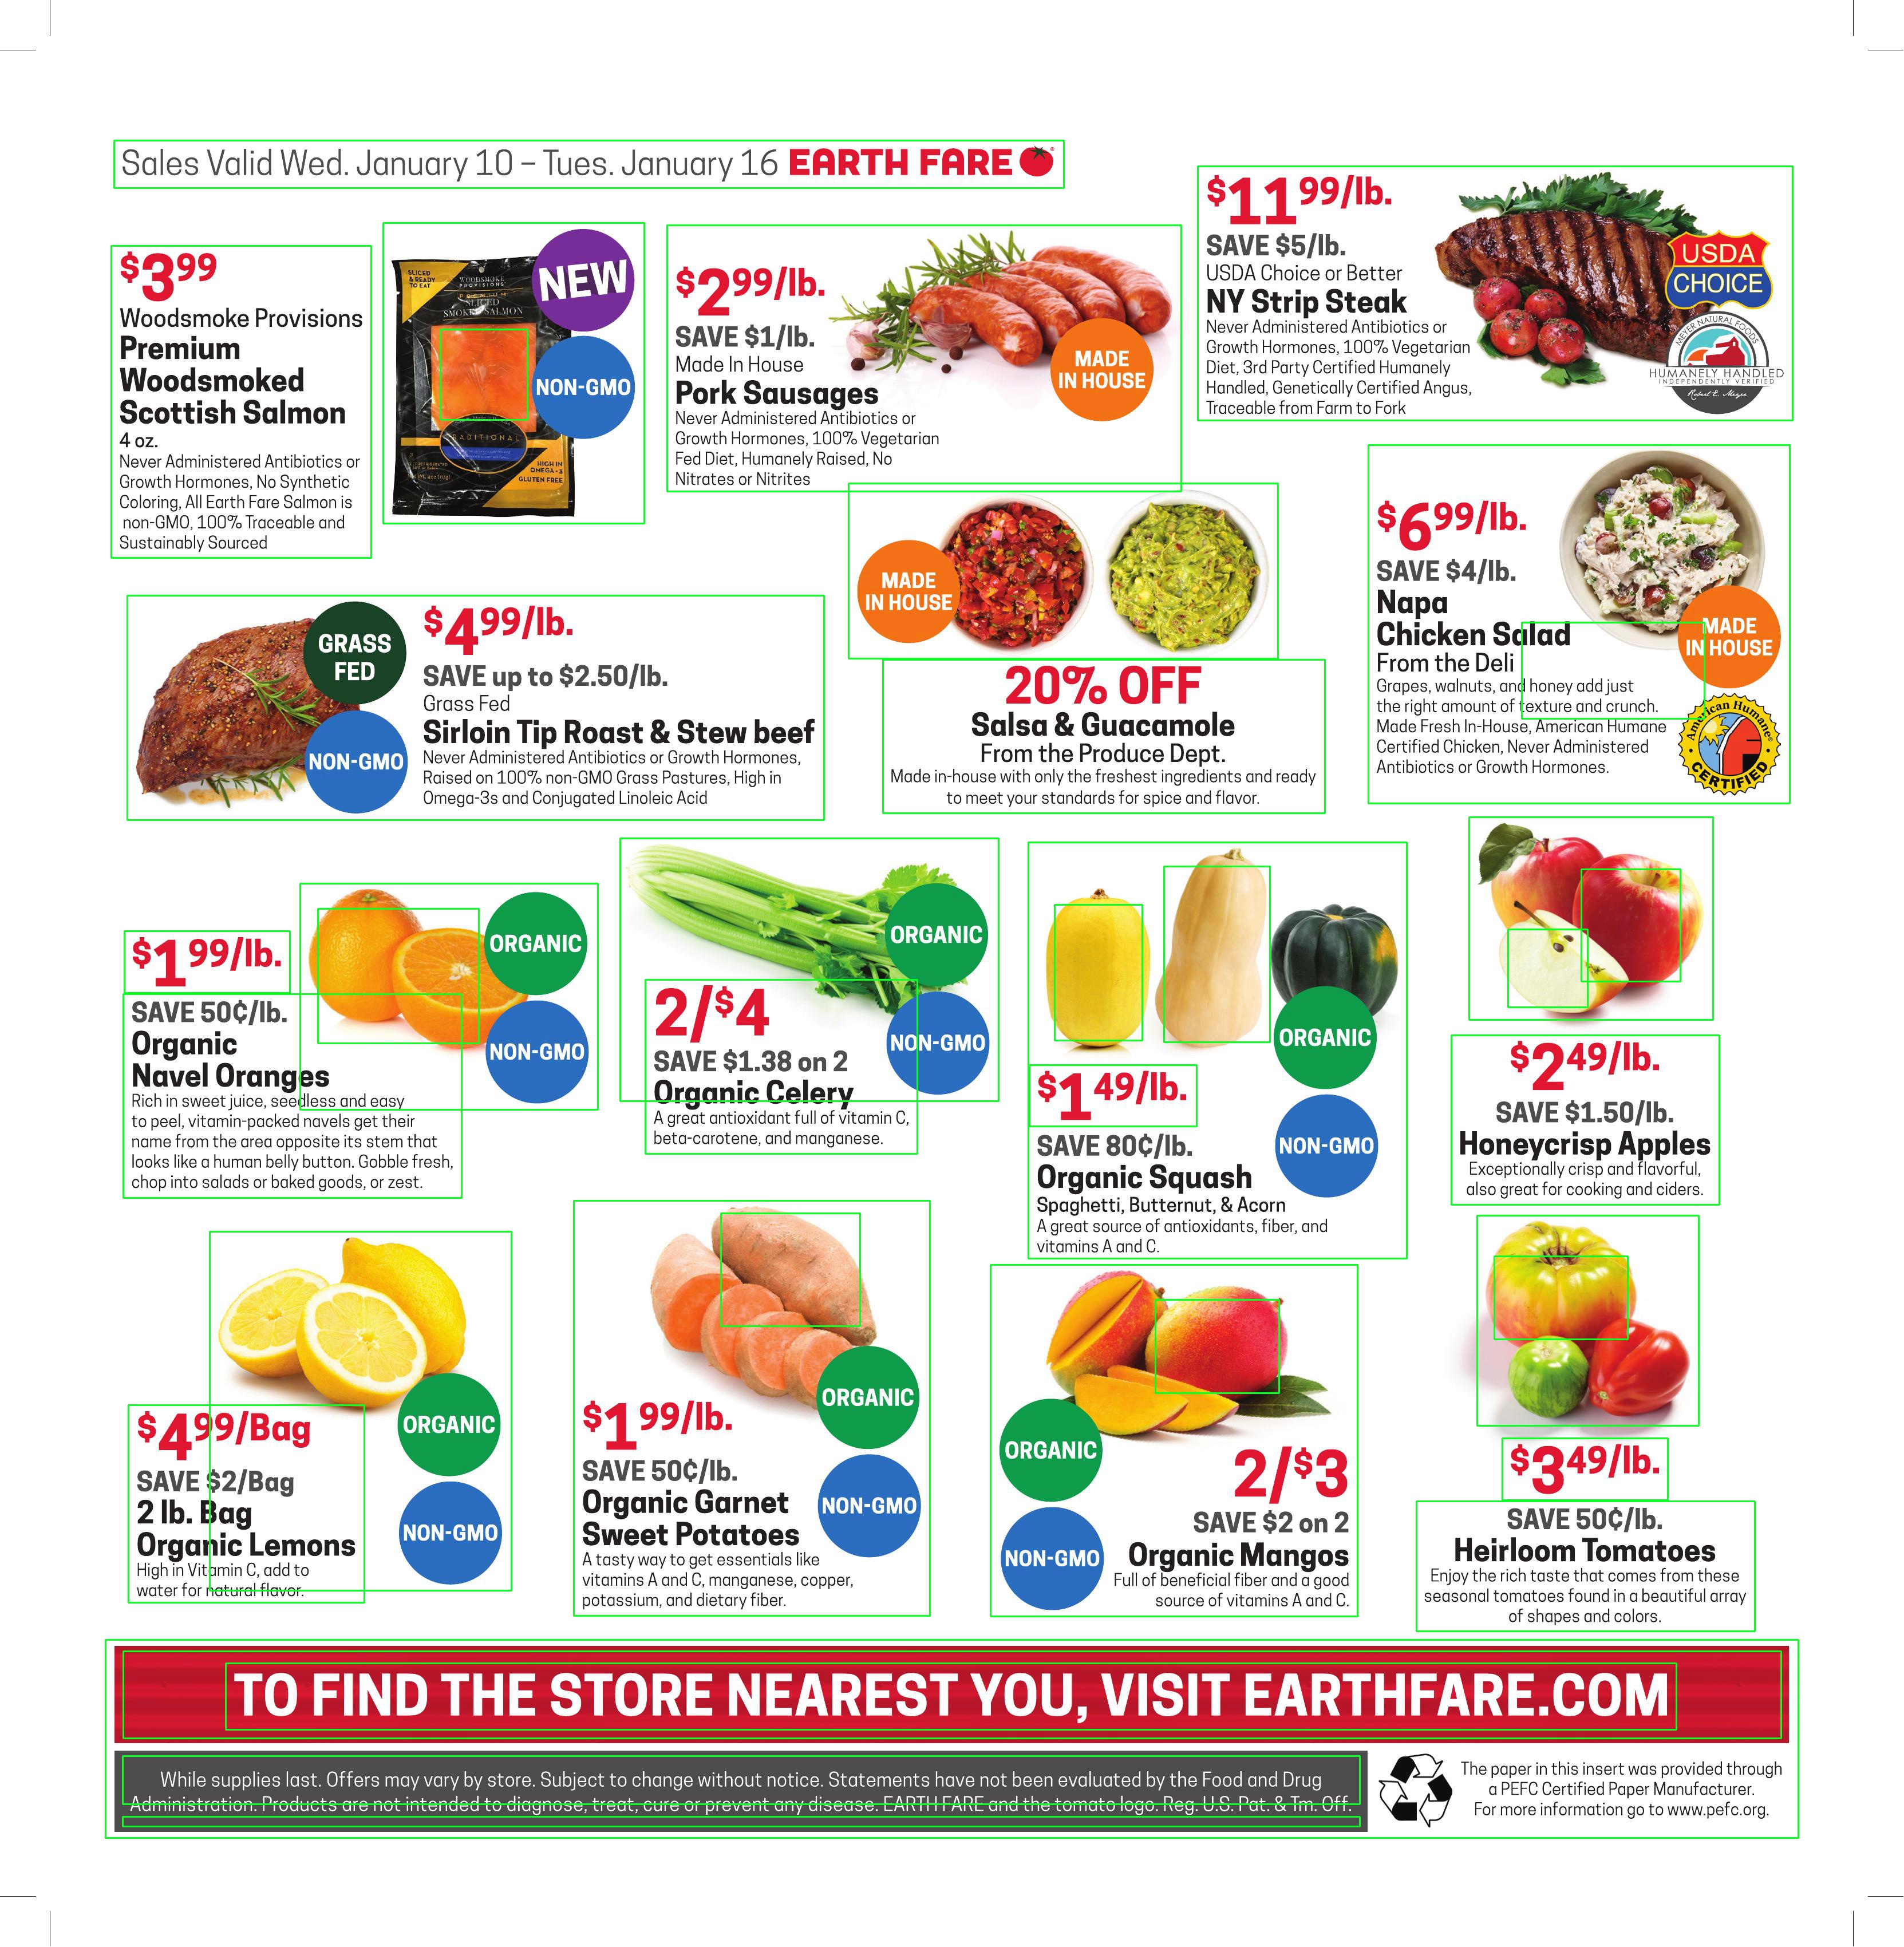 Sales Valid Wed. January 10 – Tues. January 16 EARTH FARE
$3.99
Woodsmoke Provisions
Premium
Woodsmoked
Scottish Salmon
4 oz.
Never Administered Antibiotics or
Growth Hormones, No Synthetic
Coloring, All Earth Fare Salmon is
non-GMO, 100% Traceable and
Sustainably Sourced
SLICED
& READY
TO EAT
WOODSMOKE
PROVISIONS
SLICED
SMOKED SALMON
TRADITIONAL
HIGH IN
OMEGA-3
GLUTEN FREE
NEW
NON-GMO
$2.99/lb.
SAVE $1/lb.
Made In House
Pork Sausages
Never Administered Antibiotics or
Growth Hormones, 100% Vegetarian
Fed Diet, Humanely Raised, No
Nitrates or Nitrites
MADE
IN HOUSE
$11.99/lb.
SAVE $5/lb.
USDA Choice or Better
NY Strip Steak
Never Administered Antibiotics or
Growth Hormones, 100% Vegetarian
Diet, 3rd Party Certified Humanely
Handled, Genetically Certified Angus,
Traceable from Farm to Fork
USDA
CHOICE
MEYER NATURAL FOODS
HUMANELY HANDLED
INDEPENDENTLY VERIFIED
Robert E. Meyer
GRASS
FED
NON-GMO
$4.99/lb.
SAVE up to $2.50/lb.
Grass Fed
Sirloin Tip Roast & Stew beef
Never Administered Antibiotics or Growth Hormones,
Raised on 100% non-GMO Grass Pastures, High in
Omega-3s and Conjugated Linoleic Acid
MADE
IN HOUSE
20% OFF
Salsa & Guacamole
From the Produce Dept.
Made in-house with only the freshest ingredients and ready
to meet your standards for spice and flavor.
$6.99/lb.
SAVE $4/lb.
Napa
Chicken Salad
From the Deli
Grapes, walnuts, and honey add just
the right amount of texture and crunch.
Made Fresh In-House, American Humane
Certified Chicken, Never Administered
Antibiotics or Growth Hormones.
MADE
IN HOUSE
American Humane
CERTIFIED
$1.99/lb.
SAVE 50¢/lb.
Organic
Navel Oranges
Rich in sweet juice, seedless and easy
to peel, vitamin-packed navels get their
name from the area opposite its stem that
looks like a human belly button. Gobble fresh,
chop into salads or baked goods, or zest.
ORGANIC
NON-GMO
2/$4
SAVE $1.38 on 2
Organic Celery
A great antioxidant full of vitamin C,
beta-carotene, and manganese.
ORGANIC
NON-GMO
$1.49/lb.
SAVE 80¢/lb.
Organic Squash
Spaghetti, Butternut, & Acorn
A great source of antioxidants, fiber, and
vitamins A and C.
ORGANIC
NON-GMO
$2.49/lb.
SAVE $1.50/lb.
Honeycrisp Apples
Exceptionally crisp and flavorful,
also great for cooking and ciders.
$4.99/Bag
SAVE $2/Bag
2 lb. Bag
Organic Lemons
High in Vitamin C, add to
water for natural flavor.
ORGANIC
NON-GMO
$1.99/lb.
SAVE 50¢/lb.
Organic Garnet
Sweet Potatoes
A tasty way to get essentials like
vitamins A and C, manganese, copper,
potassium, and dietary fiber.
ORGANIC
NON-GMO
ORGANIC
NON-GMO
2/$3
SAVE $2 on 2
Organic Mangos
Full of beneficial fiber and a good
source of vitamins A and C.
$3.49/lb.
SAVE 50¢/lb.
Heirloom Tomatoes
Enjoy the rich taste that comes from these
seasonal tomatoes found in a beautiful array
of shapes and colors.
TO FIND THE STORE NEAREST YOU, VISIT EARTHFARE.COM
While supplies last. Offers may vary by store. Subject to change without notice. Statements have not been evaluated by the Food and Drug
Administration. Products are not intended to diagnose, treat, cure or prevent any disease. EARTH FARE and the tomato logo. Reg. U.S. Pat. & Tm. Off.
The paper in this insert was provided through
a PEFC Certified Paper Manufacturer.
For more information go to www.pefc.org.